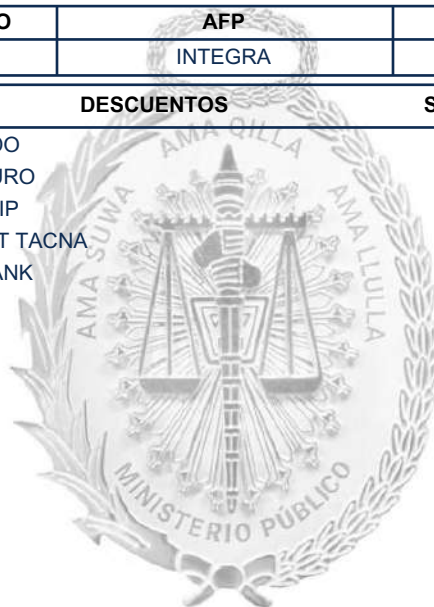 O AFP
INTEGRA
DESCUENTOS S
DO
URO
IP
T TACNA
ANK
AMA SUWA AMA QILLA AMA LLULLA
MINISTERIO PÚBLICO